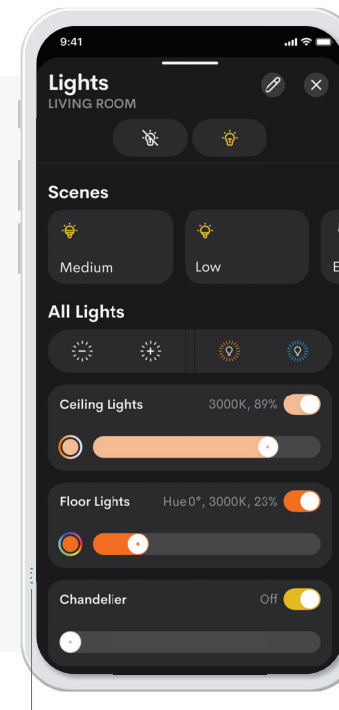 9:41
Lights
LIVING ROOM
Scenes
Medium
Low
All Lights
Ceiling Lights 3000K, 89%
Floor Lights Hue 0°, 3000K, 23%
Chandelier Off